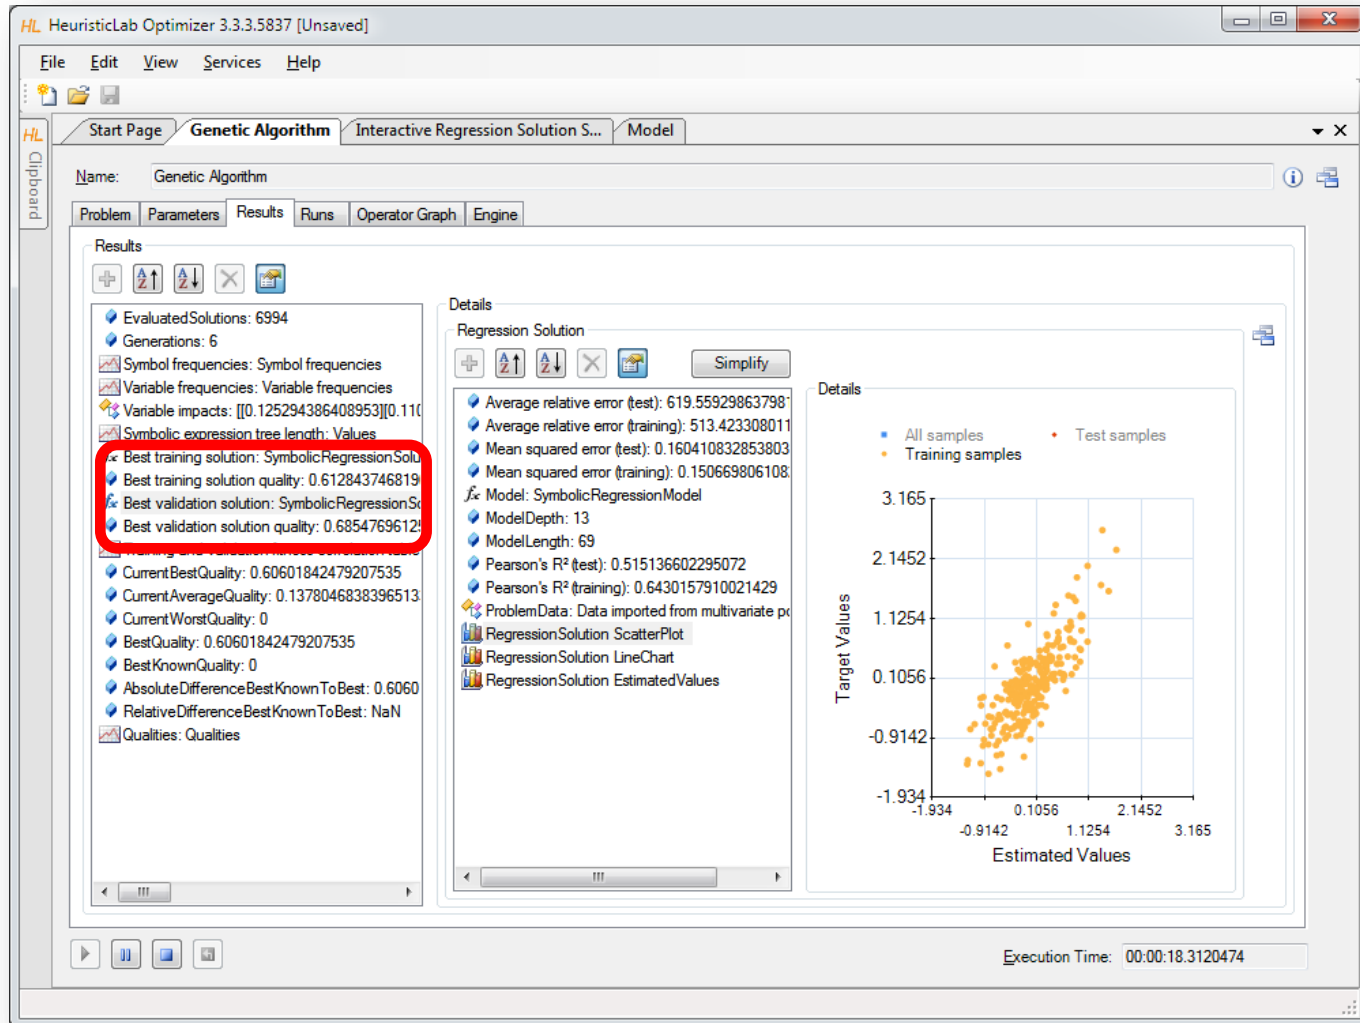 HL HeuristicLab Optimizer 3.3.3.5837 [Unsaved]
File Edit View Services Help
HL Clipboard
Start Page Genetic Algorithm Interactive Regression Solution S... Model
Name: Genetic Algorithm
Problem Parameters Results Runs Operator Graph Engine
Results
EvaluatedSolutions: 6994
Generations: 6
Symbol frequencies: Symbol frequencies
Variable frequencies: Variable frequencies
Variable impacts: [[0.125294386408953][0.110
Symbolic expression tree length: Values
Best training solution: SymbolicRegressionSolu
Best training solution quality: 0.612843746819
Best validation solution: SymbolicRegressionSo
Best validation solution quality: 0.6854769612
CurrentBestQuality: 0.60601842479207535
CurrentAverageQuality: 0.1378046838396513
CurrentWorstQuality: 0
BestQuality: 0.60601842479207535
BestKnownQuality: 0
AbsoluteDifferenceBestKnownToBest: 0.6060
RelativeDifferenceBestKnownToBest: NaN
Qualities: Qualities
Details
Regression Solution
Simplify
Average relative error (test): 619.55929863798
Average relative error (training): 513.423308011
Mean squared error (test): 0.160410832853803
Mean squared error (training): 0.150669806108
Model: SymbolicRegressionModel
ModelDepth: 13
ModelLength: 69
Pearson's R² (test): 0.515136602295072
Pearson's R² (training): 0.6430157910021429
ProblemData: Data imported from multivariate po
RegressionSolution ScatterPlot
RegressionSolution LineChart
RegressionSolution EstimatedValues
Details
All samples Test samples
Training samples
Target Values
3.165
2.1452
1.1254
0.1056
-0.9142
-1.934
-1.934 0.1056 2.1452
-0.9142 1.1254 3.165
Estimated Values
Execution Time: 00:00:18.3120474